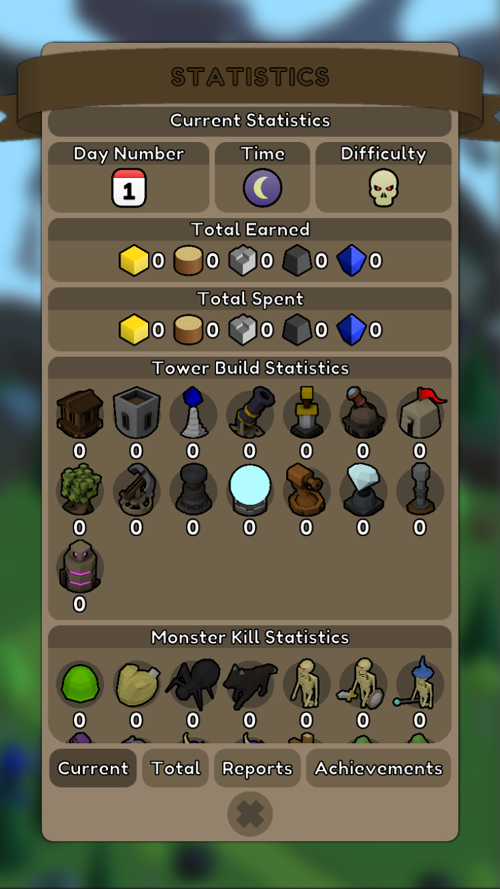 STATISTICS
Current Statistics
Day Number Time Difficulty
1
Total Earned
0 0 0 0 0
Total Spent
0 0 0 0 0
Tower Build Statistics
0 0 0 0 0 0 0
0 0 0 0 0 0 0
0
Monster Kill Statistics
0 0 0 0 0 0 0
Current Total Reports Achievements